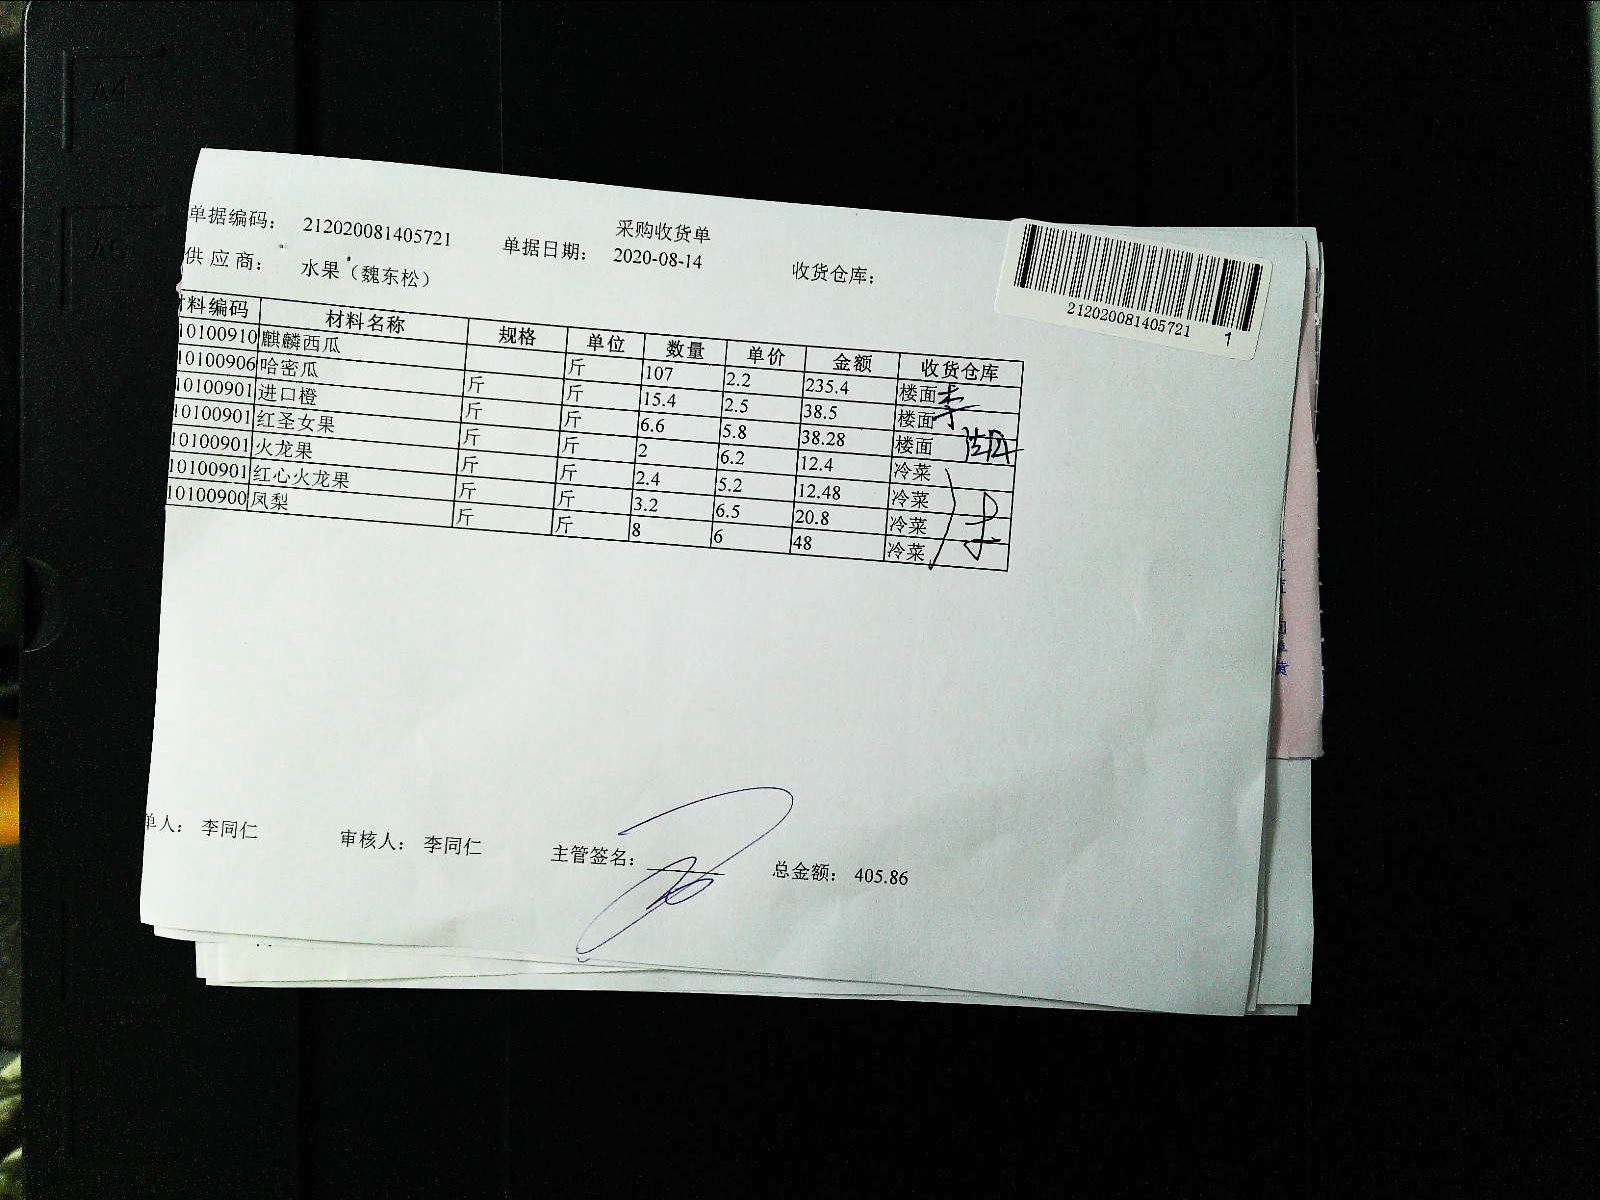 采购收货单
单据编码： 212020081405721 单据日期： 2020-08-14 收货仓库：
供 应 商： 水果（魏东松）
212020081405721 1
材料编码 材料名称 规格 单位 数量 单价 金额 收货仓库
10100910 麒麟西瓜 斤 107 2.2 235.4 楼面
10100906 哈密瓜 斤 斤 15.4 2.5 38.5 楼面
10100901 进口橙 斤 斤 6.6 5.8 38.28 楼面
10100901 红圣女果 斤 斤 2 6.2 12.4 冷菜
10100901 火龙果 斤 斤 2.4 5.2 12.48 冷菜
10100901 红心火龙果 斤 斤 3.2 6.5 20.8 冷菜
10100900 凤梨 斤 斤 8 6 48 冷菜
单人： 李同仁 审核人： 李同仁 主管签名： 总金额： 405.86
A4
A5